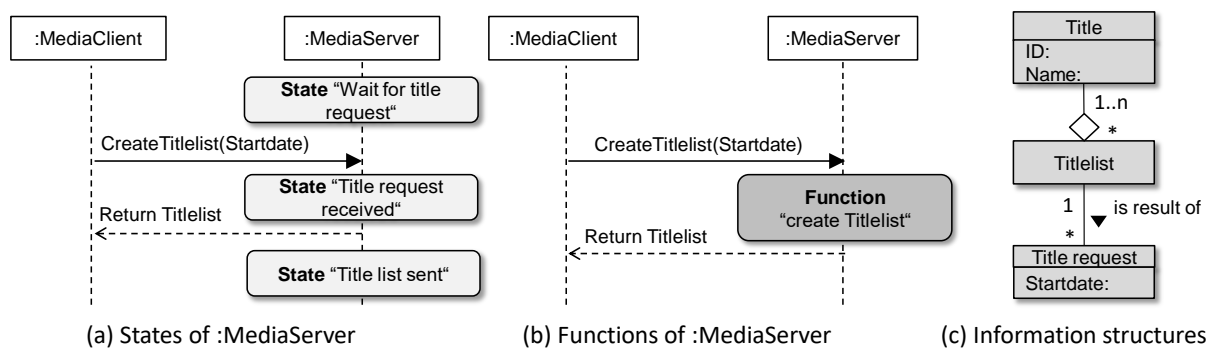 :MediaClient
:MediaServer
State “Wait for title
request“
CreateTitlelist(Startdate)
State “Title request
received“
Return Titlelist
State “Title list sent“
(a) States of :MediaServer
:MediaClient
:MediaServer
CreateTitlelist(Startdate)
Function
“create Titlelist“
Return Titlelist
(b) Functions of :MediaServer
Title
ID:
Name:
1..n
*
Titlelist
1
is result of
*
Title request
Startdate:
(c) Information structures